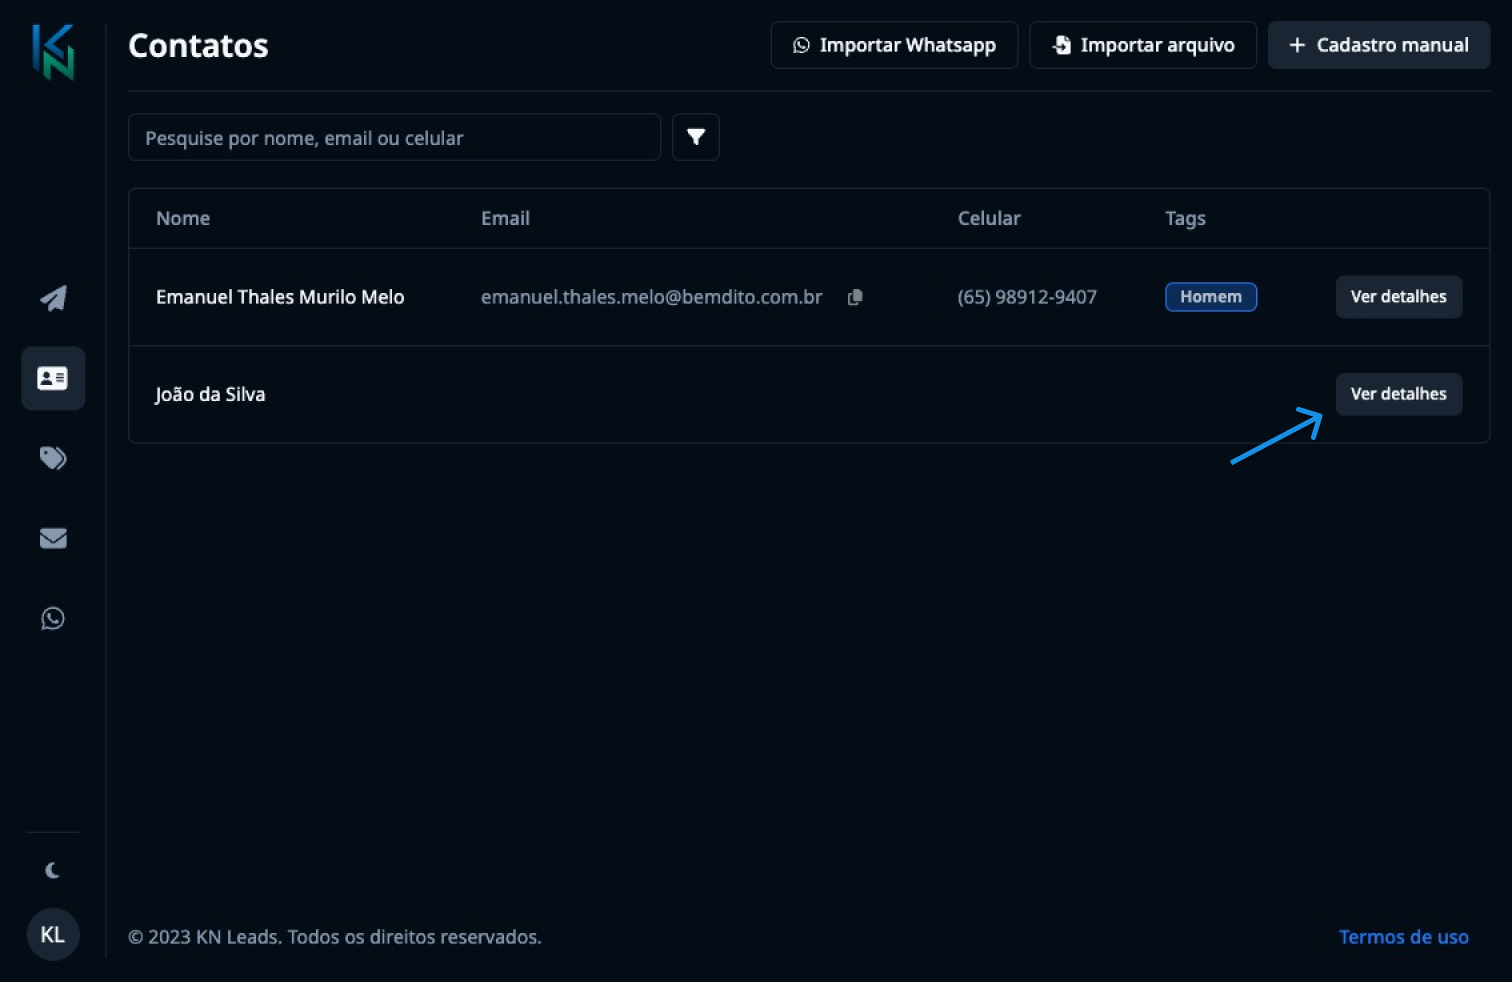 KN
Contatos
Importar Whatsapp
Importar arquivo
Cadastro manual
Pesquise por nome, email ou celular
Nome Email Celular Tags
Emanuel Thales Murilo Melo emanuel.thales.melo@bemdito.com.br (65) 98912-9407 Homem Ver detalhes
João da Silva Ver detalhes
KL
© 2023 KN Leads. Todos os direitos reservados. Termos de uso